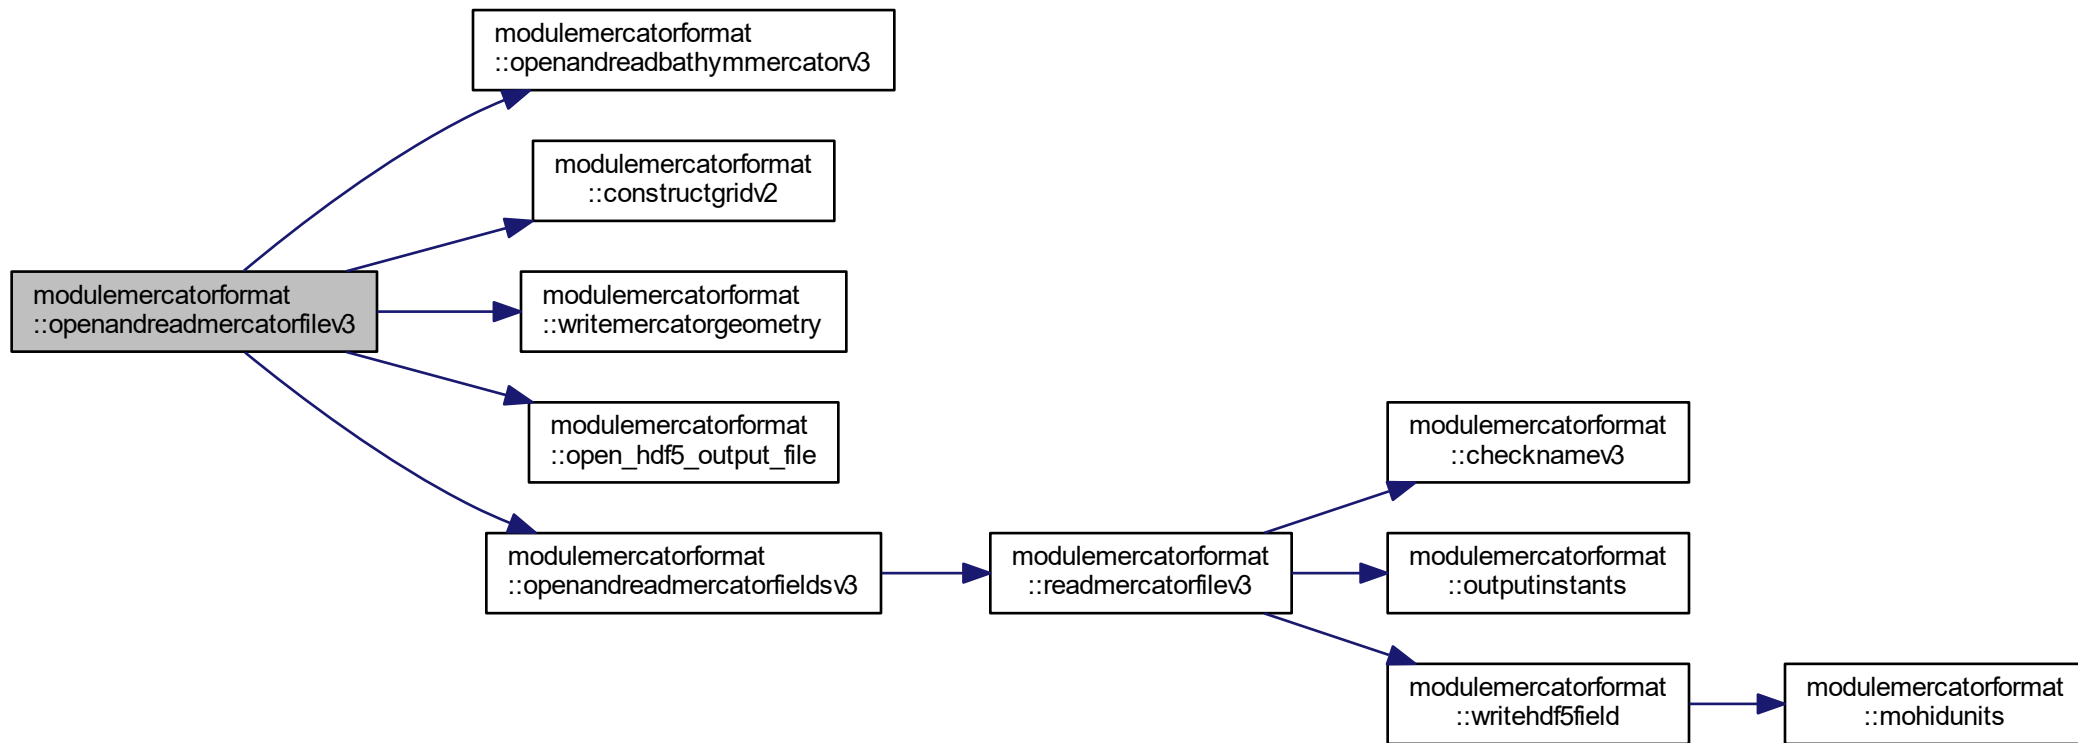 modulemercatorformat
::openandreadbathymmercatorv3
modulemercatorformat
::constructgridv2
modulemercatorformat
::openandreadmercatorfilev3
modulemercatorformat
::writemercatorgeometry
modulemercatorformat
::open_hdf5_output_file
modulemercatorformat
::openandreadmercatorfieldsv3
modulemercatorformat
::readmercatorfilev3
modulemercatorformat
::checknamev3
modulemercatorformat
::outputinstants
modulemercatorformat
::writehdf5field
modulemercatorformat
::mohidunits